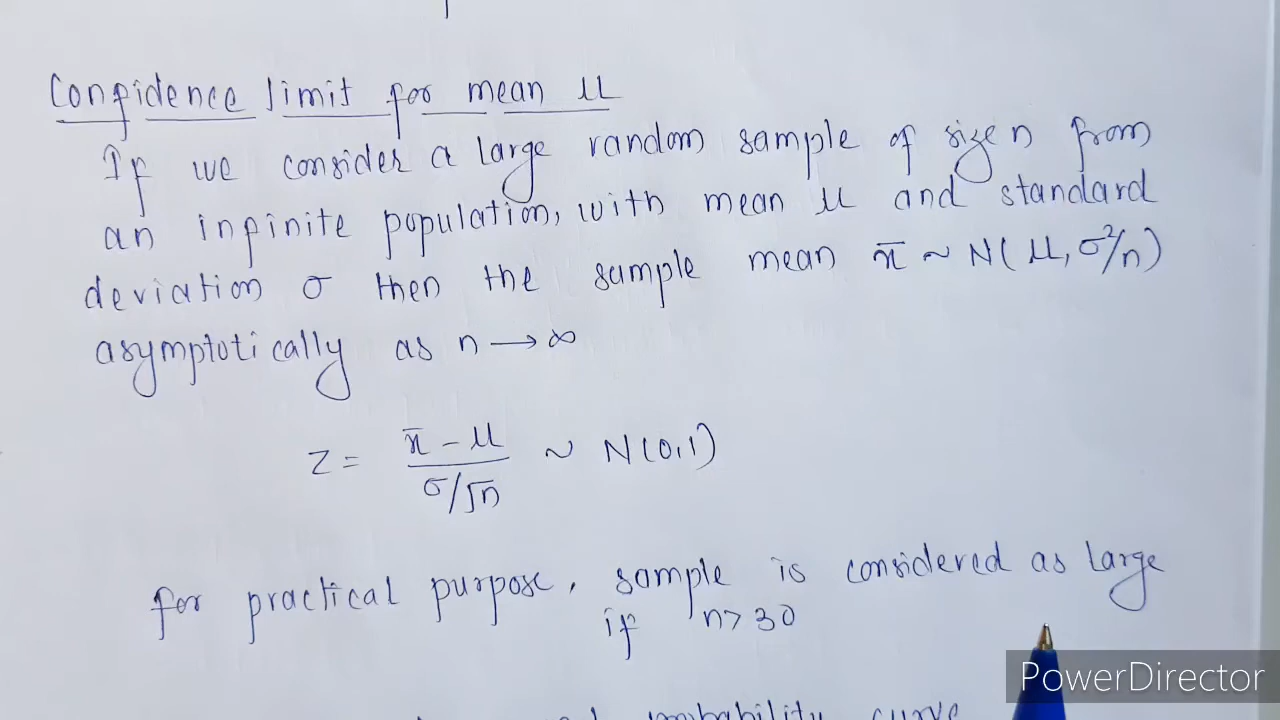 Confidence limit for mean μ
If we consider a large random sample of size n from
an infinite population, with mean μ and standard
deviation σ then the sample mean x̄ ~ N(μ, σ²/n)
asymptotically as n → ∞
z = (x̄ - μ) / (σ/√n) ~ N(0,1)
for practical purpose, sample is considered as large
if n > 30
probability curve
PowerDirector